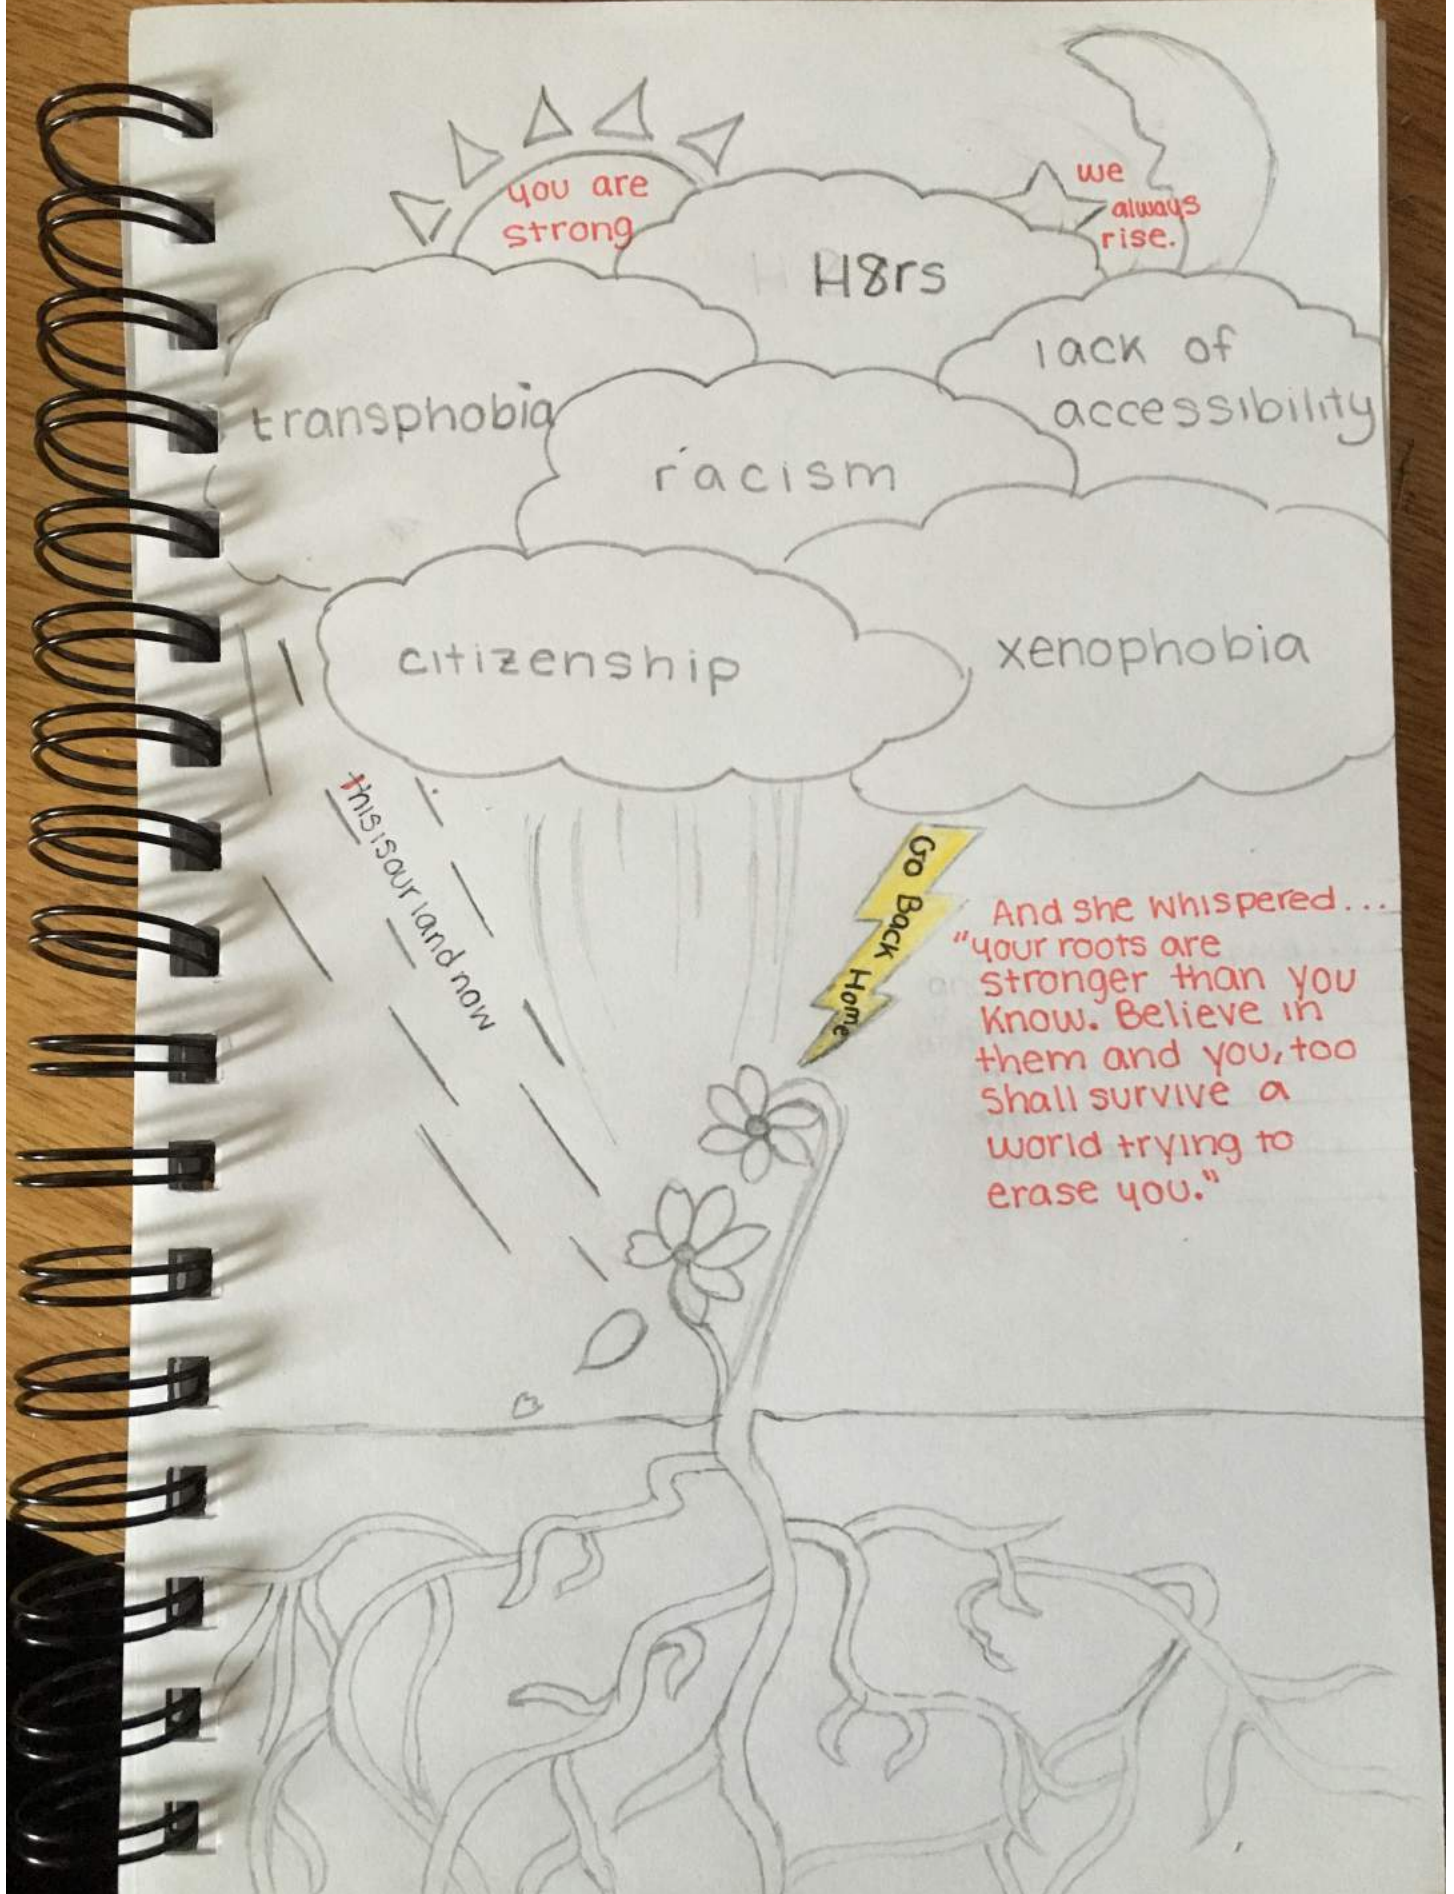 you are
strong
we
always
rise.
H8rs
lack of
accessibility
transphobia
racism
citizenship
xenophobia
this is our land now
Go Back Home
And she whispered...
"your roots are
stronger than you
know. Believe in
them and you, too
shall survive a
world trying to
erase you."